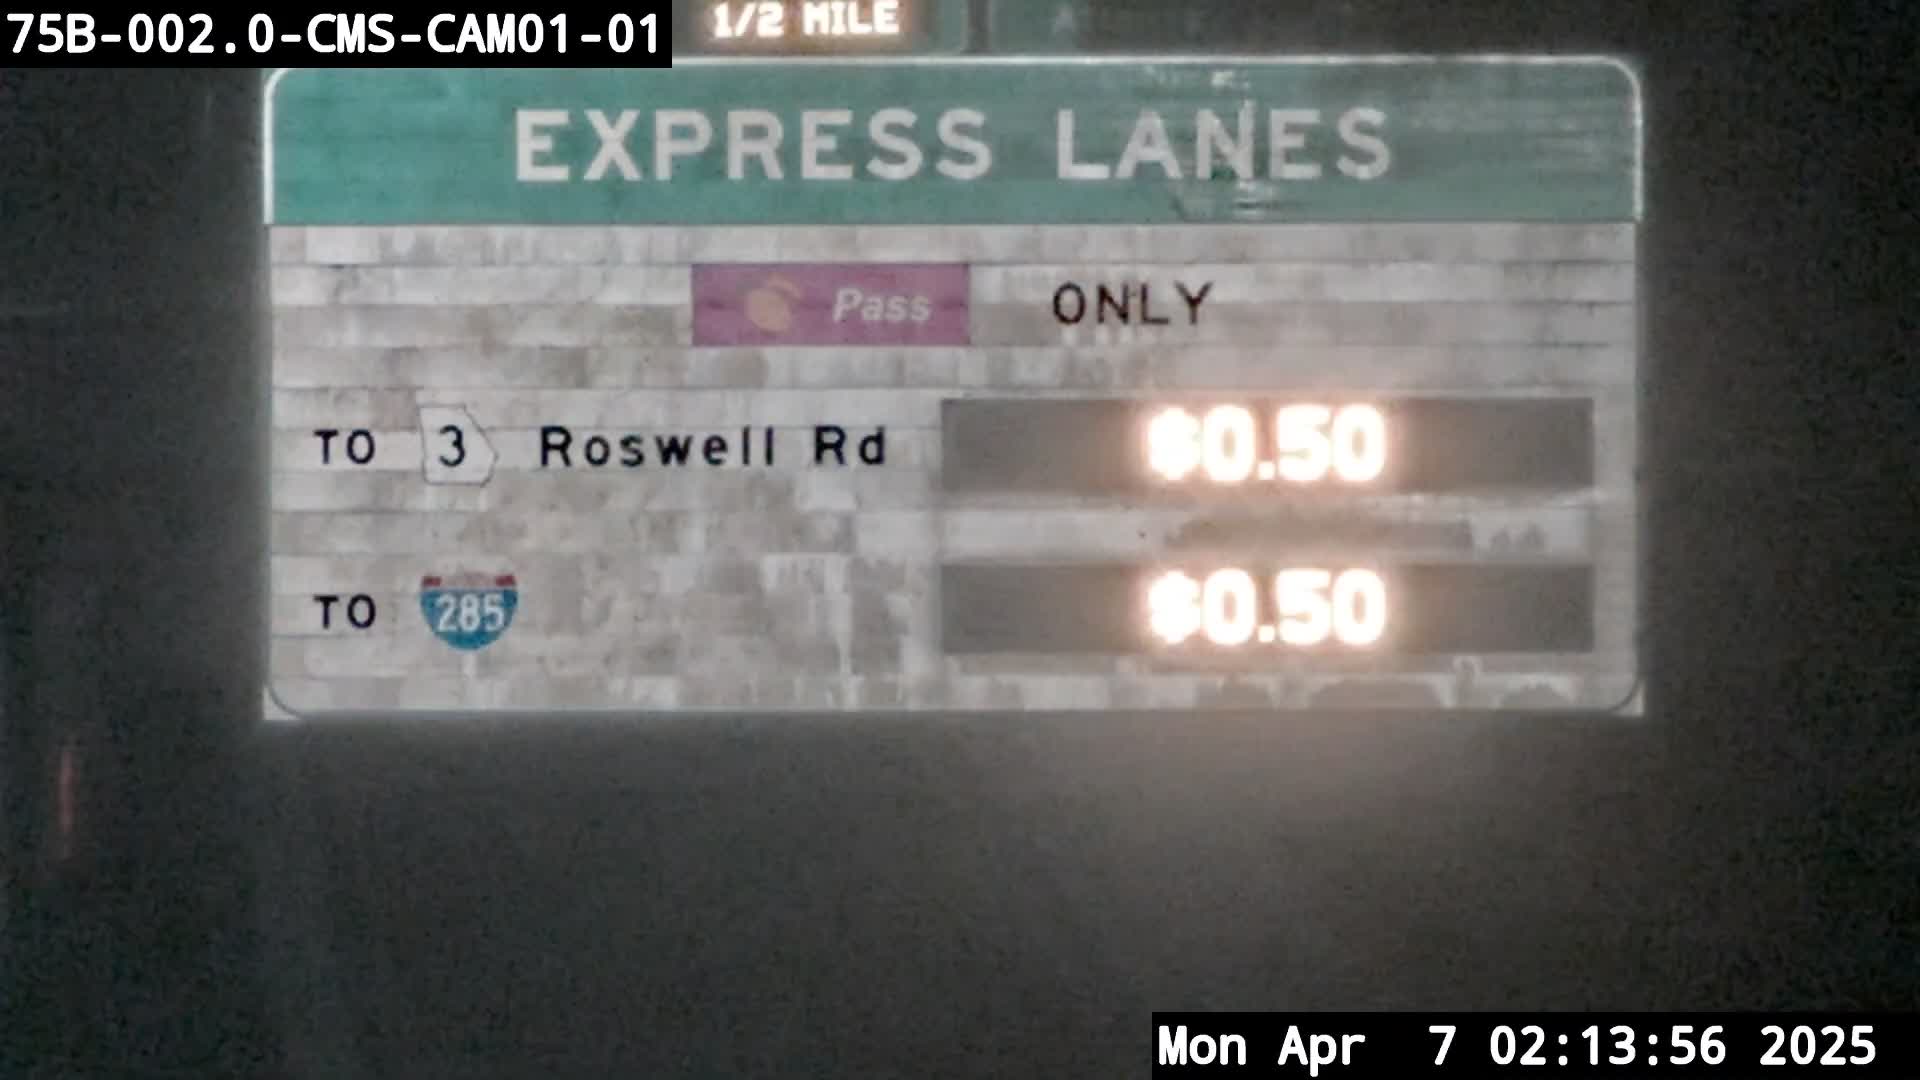 75B-002.0-CMS-CAM01-01
1/2 MILE
EXPRESS LANES
Pass ONLY
TO 3 Roswell Rd $0.50
TO 285 $0.50
Mon Apr 7 02:13:56 2025